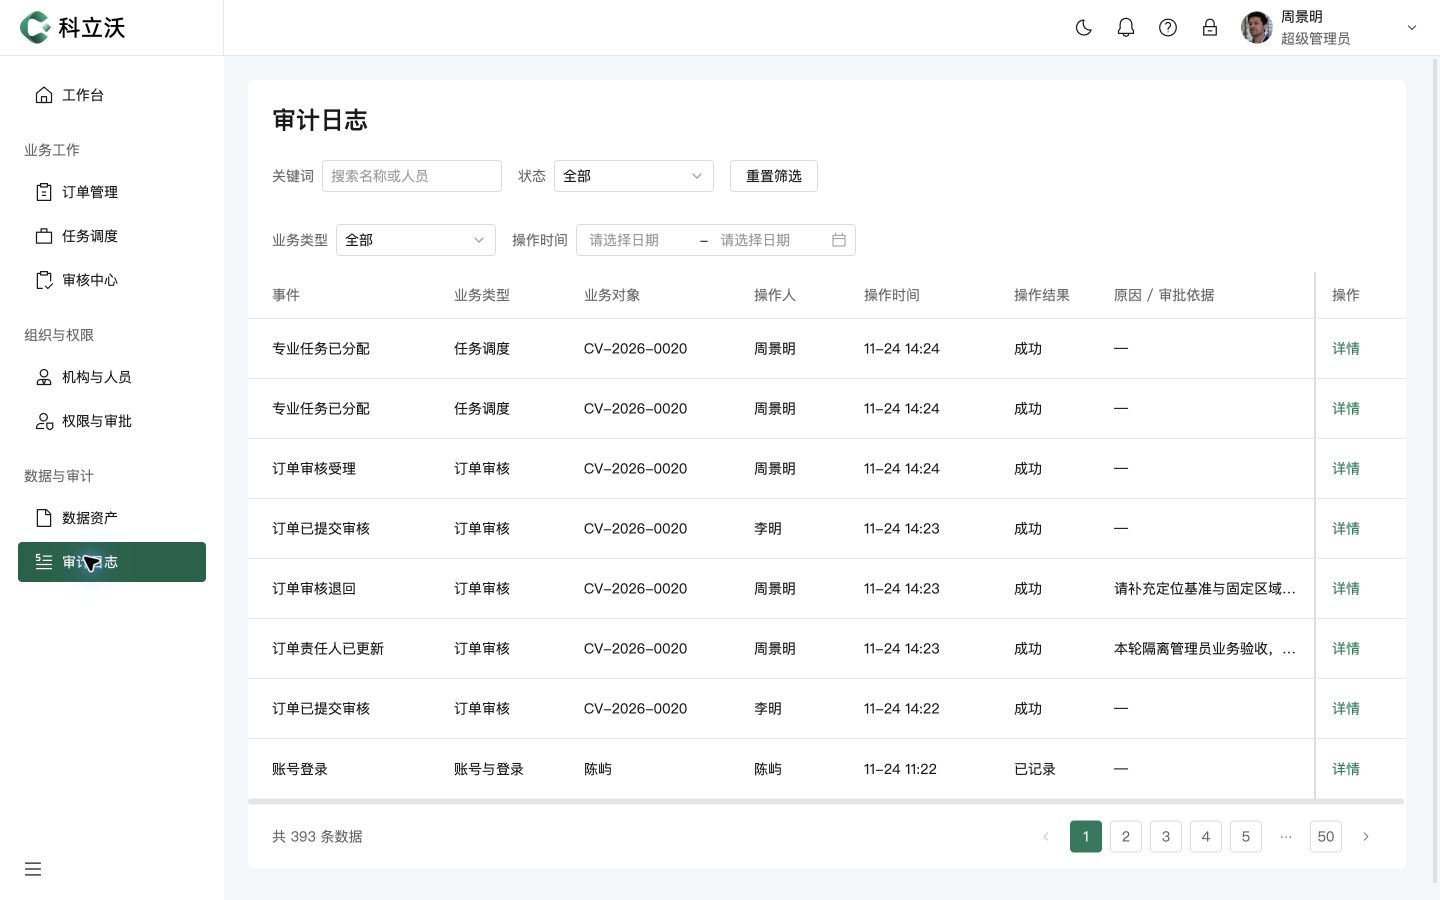 科立沃
周景明
超级管理员
工作台
业务工作
订单管理
任务调度
审核中心
组织与权限
机构与人员
权限与审批
数据与审计
数据资产
审计日志
审计日志
关键词 搜索名称或人员 状态 全部 重置筛选
业务类型 全部 操作时间 请选择日期 – 请选择日期
事件 业务类型 业务对象 操作人 操作时间 操作结果 原因 / 审批依据 操作
专业任务已分配 任务调度 CV-2026-0020 周景明 11-24 14:24 成功 — 详情
专业任务已分配 任务调度 CV-2026-0020 周景明 11-24 14:24 成功 — 详情
订单审核受理 订单审核 CV-2026-0020 周景明 11-24 14:24 成功 — 详情
订单已提交审核 订单审核 CV-2026-0020 李明 11-24 14:23 成功 — 详情
订单审核退回 订单审核 CV-2026-0020 周景明 11-24 14:23 成功 请补充定位基准与固定区域... 详情
订单责任人已更新 订单审核 CV-2026-0020 周景明 11-24 14:23 成功 本轮隔离管理员业务验收，... 详情
订单已提交审核 订单审核 CV-2026-0020 李明 11-24 14:22 成功 — 详情
账号登录 账号与登录 陈屿 陈屿 11-24 11:22 已记录 — 详情
共 393 条数据 1 2 3 4 5 ··· 50